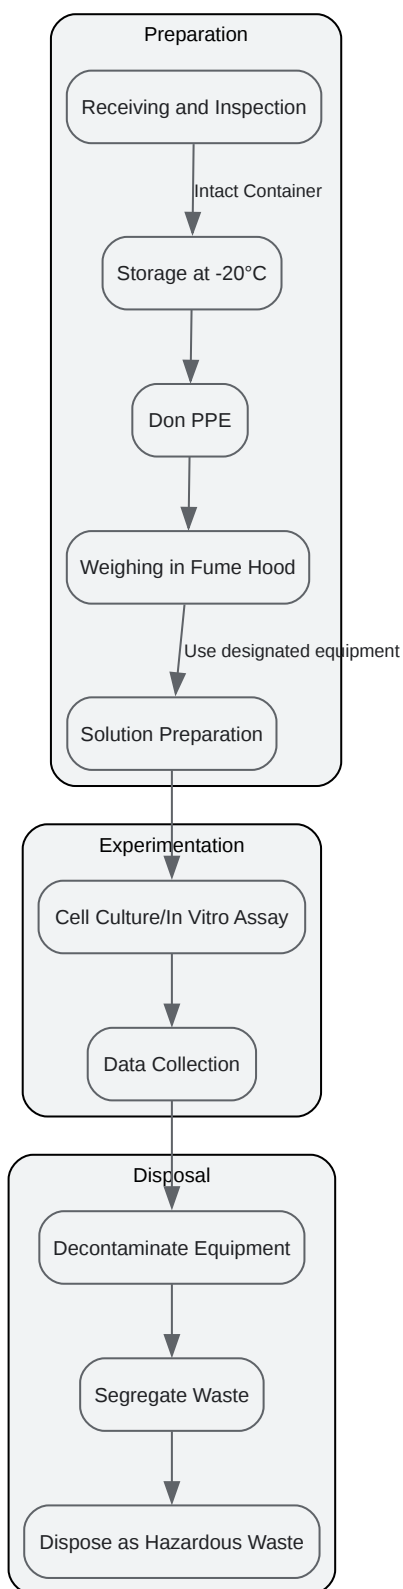 Preparation
Receiving and Inspection
Intact Container
Storage at -20°C
Don PPE
Weighing in Fume Hood
Use designated equipment
Solution Preparation
Experimentation
Cell Culture/In Vitro Assay
Data Collection
Disposal
Decontaminate Equipment
Segregate Waste
Dispose as Hazardous Waste